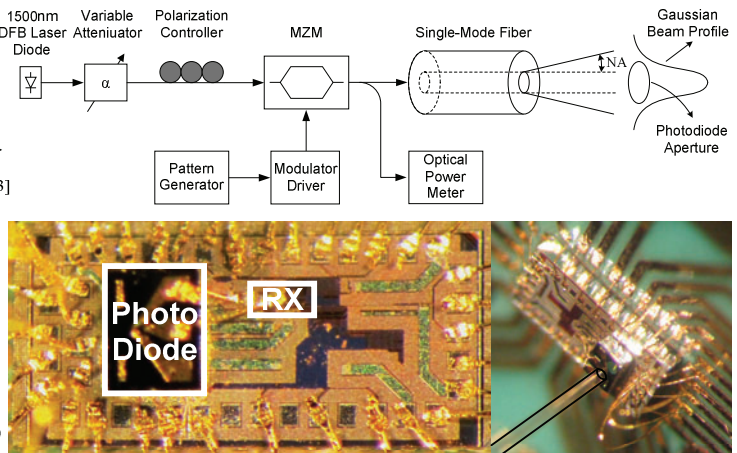 1500nm
DFB Laser
Diode
Variable
Attenuator
Polarization
Controller
MZM
Single-Mode Fiber
Gaussian
Beam Profile
α
NA
Photodiode
Aperture
Pattern
Generator
Modulator
Driver
Optical
Power
Meter
3]
Photo
Diode
RX